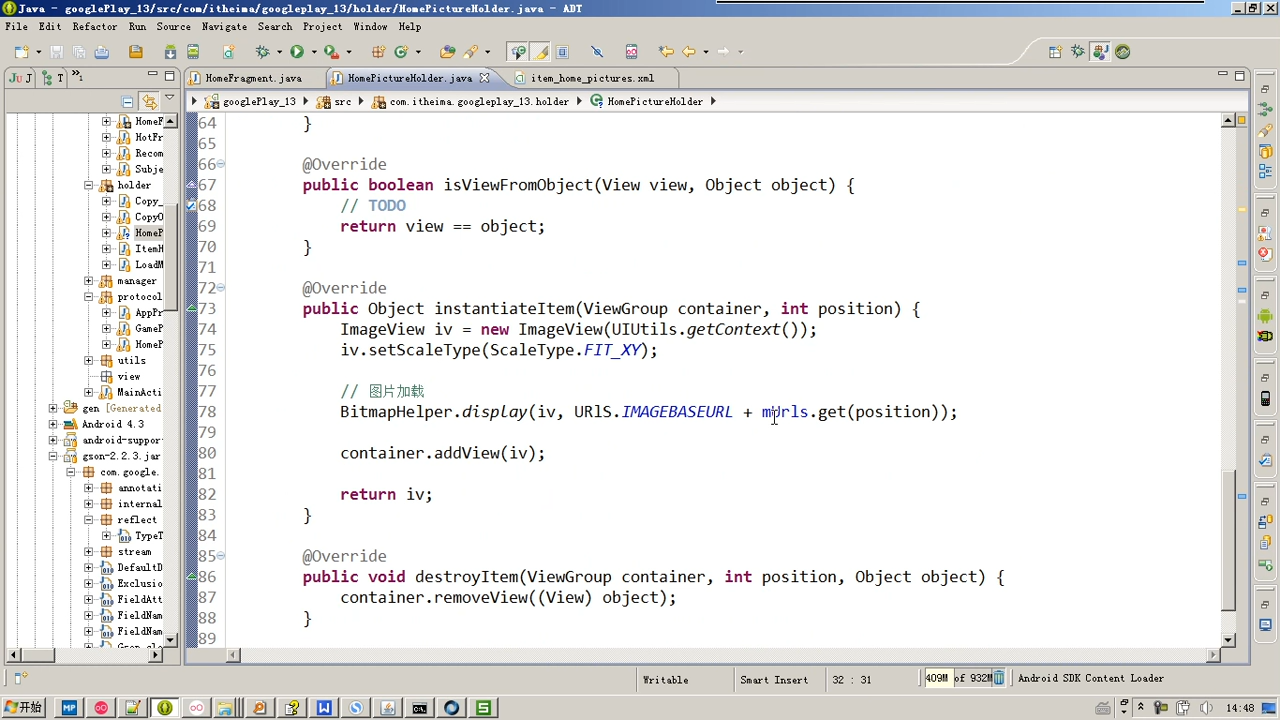 Java - googlePlay_13/src/com/itheima/googleplay_13/holder/HomePictureHolder.java - ADT
File Edit Refactor Run Source Navigate Search Project Window Help
Ju J T »₁ HomeFragment.java HomePictureHolder.java item_home_pictures.xml
googlePlay_13 src com.itheima.googleplay_13.holder HomePictureHolder
HomeF
HotFr
Recom
Subje
holder
Copy_
CopyO
HomeP
ItemH
LoadM
manager
protocol
AppPr
GameP
HomeP
utils
view
MainActi
gen [Generated
Android 4.3
android-suppor
gson-2.2.3.jar
com.google.
annotati
internal
reflect
TypeT
stream
DefaultD
Exclusio
FieldAtt
FieldNam
FieldNam
64 }
65
66 @Override
67 public boolean isViewFromObject(View view, Object object) {
68 // TODO
69 return view == object;
70 }
71
72 @Override
73 public Object instantiateItem(ViewGroup container, int position) {
74 ImageView iv = new ImageView(UIUtils.getContext());
75 iv.setScaleType(ScaleType.FIT_XY);
76
77 // 图片加载
78 BitmapHelper.display(iv, URlS.IMAGEBASEURL + mUrls.get(position));
79
80 container.addView(iv);
81
82 return iv;
83 }
84
85 @Override
86 public void destroyItem(ViewGroup container, int position, Object object) {
87 container.removeView((View) object);
88 }
89
Writable Smart Insert 32 : 31 409M of 932M Android SDK Content Loader
开始 14:48